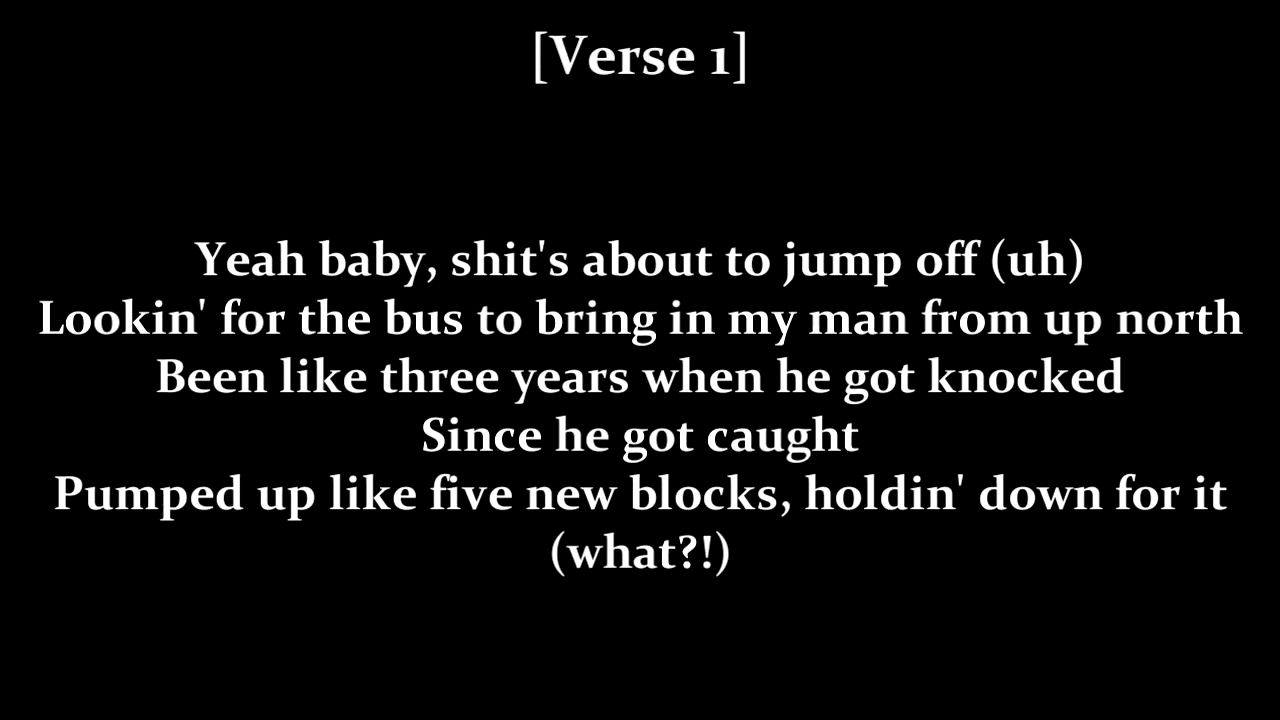 [Verse 1]
Yeah baby, shit's about to jump off (uh)
Lookin' for the bus to bring in my man from up north
Been like three years when he got knocked
Since he got caught
Pumped up like five new blocks, holdin' down for it
(what?!)